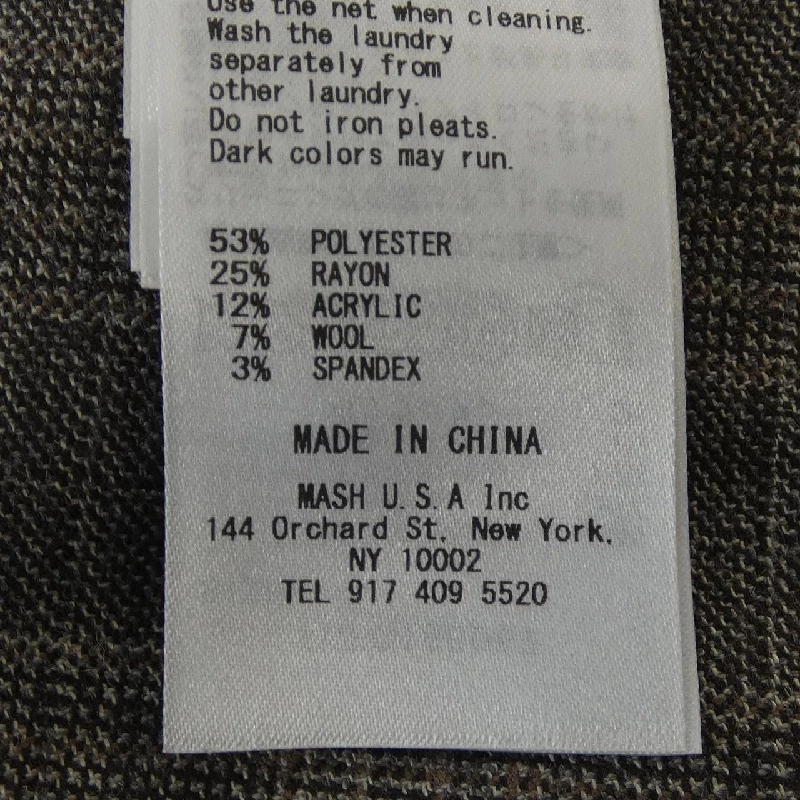 Use the net when cleaning.
Wash the laundry
separately from
other laundry.
Do not iron pleats.
Dark colors may run.
53% POLYESTER
25% RAYON
12% ACRYLIC
7% WOOL
3% SPANDEX
MADE IN CHINA
MASH U.S.A Inc
144 Orchard St. New York.
NY 10002
TEL 917 409 5520